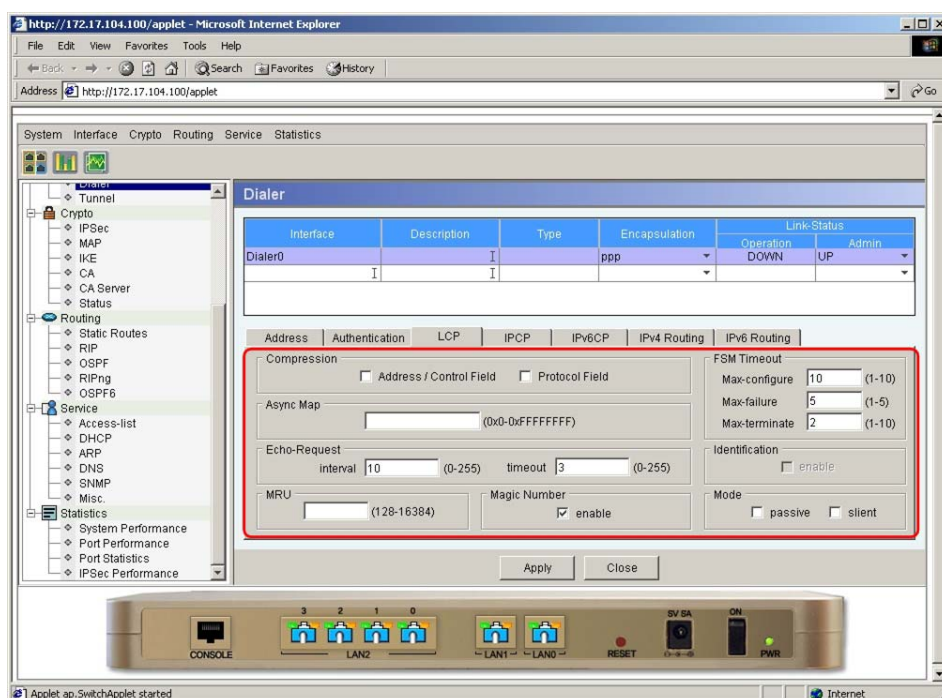 http://172.17.104.100/applet - Microsoft Internet Explorer
File Edit View Favorites Tools Help
Back Search Favorites History
Address http://172.17.104.100/applet Go
System Interface Crypto Routing Service Statistics
Dialer
Tunnel
Crypto
IPSec
MAP
IKE
CA
CA Server
Status
Routing
Static Routes
RIP
OSPF
RIPng
OSPF6
Service
Access-list
DHCP
ARP
DNS
SNMP
Misc.
Statistics
System Performance
Port Performance
Port Statistics
IPSec Performance
Dialer
Interface Description Type Encapsulation Link-Status
Operation Admin
Dialer0 ppp DOWN UP
Address Authentication LCP IPCP IPv6CP IPv4 Routing IPv6 Routing
Compression
Address / Control Field Protocol Field
Async Map
(0x0-0xFFFFFFFF)
Echo-Request
interval 10 (0-255) timeout 3 (0-255)
MRU
(128-16384)
Magic Number
enable
FSM Timeout
Max-configure 10 (1-10)
Max-failure 5 (1-5)
Max-terminate 2 (1-10)
Identification
enable
Mode
passive slient
Apply Close
CONSOLE
3 2 1 0
LAN2
LAN1 LAN0
RESET
5V 5A
ON
PWR
Applet ap.SwitchApplet started Internet